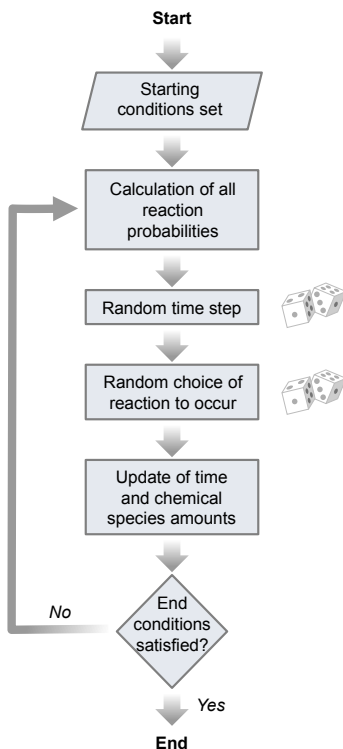 Start
Starting
conditions set
Calculation of all
reaction
probabilities
Random time step
Random choice of
reaction to occur
Update of time
and chemical
species amounts
No
End
conditions
satisfied?
Yes
End